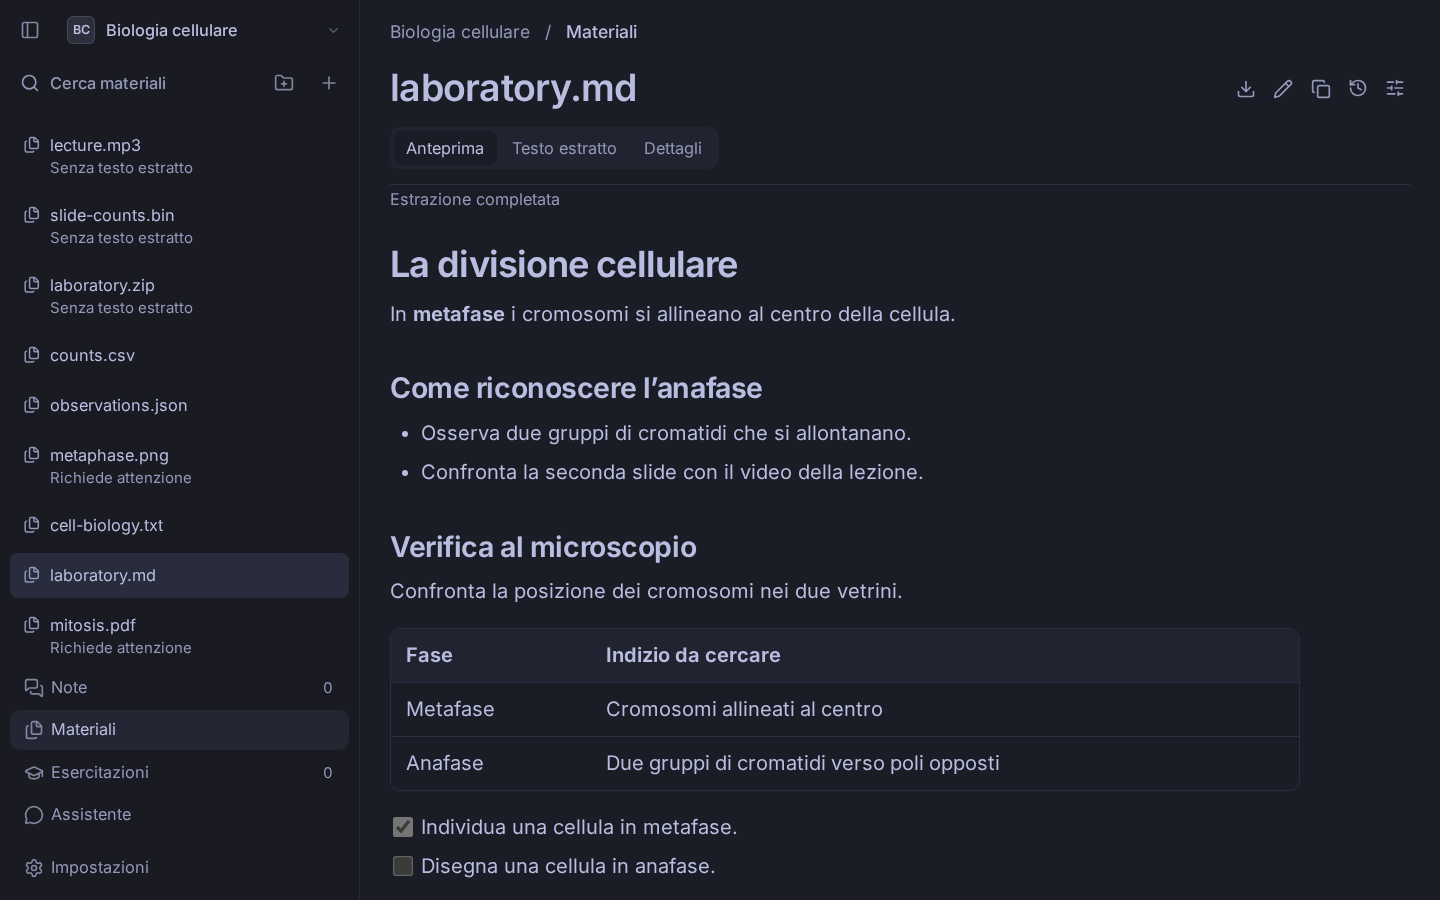 BC Biologia cellulare
Cerca materiali
lecture.mp3
Senza testo estratto
slide-counts.bin
Senza testo estratto
laboratory.zip
Senza testo estratto
counts.csv
observations.json
metaphase.png
Richiede attenzione
cell-biology.txt
laboratory.md
mitosis.pdf
Richiede attenzione
Note 0
Materiali
Esercitazioni 0
Assistente
Impostazioni
Biologia cellulare / Materiali
laboratory.md
Anteprima Testo estratto Dettagli
Estrazione completata
La divisione cellulare
In metafase i cromosomi si allineano al centro della cellula.
Come riconoscere l’anafase
• Osserva due gruppi di cromatidi che si allontanano.
• Confronta la seconda slide con il video della lezione.
Verifica al microscopio
Confronta la posizione dei cromosomi nei due vetrini.
Fase Indizio da cercare
Metafase Cromosomi allineati al centro
Anafase Due gruppi di cromatidi verso poli opposti
Individua una cellula in metafase.
Disegna una cellula in anafase.